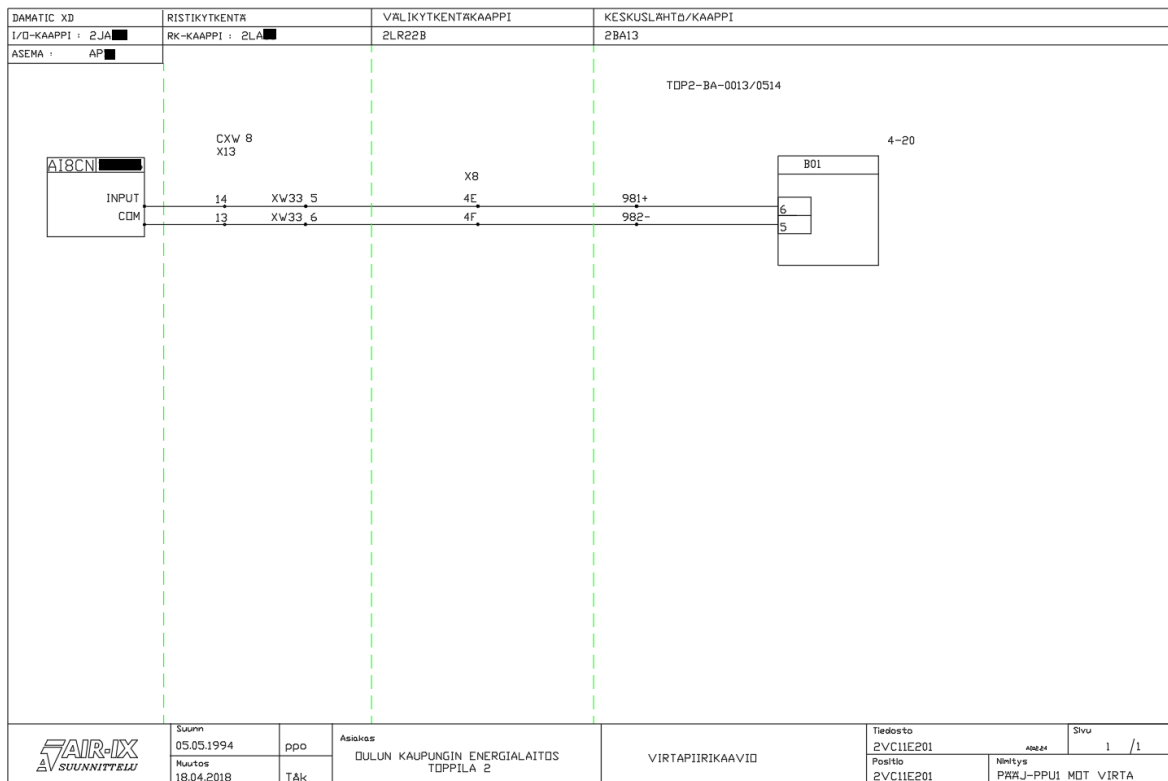 DAMATIC XD
RISTIKYTKENTÄ
VÄLIKYTKENTÄKAAPPI
KESKUSLÄHTÖ/KAAPPI
I/O-KAAPPI : 2JA
RK-KAAPPI : 2LA
2LR22B
2BA13
ASEMA : AP
TOP2-BA-0013/0514
CXW 8
X13
4-20
AI8CN
B01
X8
INPUT 14 XW33 5 4E 981+ 6
COM 13 XW33 6 4F 982- 5
AIR-IX
SUUNNITTELU
Suunn
05.05.1994 ppo
Muutos
18.04.2018 TAk
Asiakas
OULUN KAUPUNGIN ENERGIALAITOS
TOPPILA 2
VIRTAPIIRIKAAVIO
Tiedosto
2VC11E201
Sivu
1 /1
Positio
2VC11E201
Nimitys
PÄÄJ-PPU1 MOT VIRTA